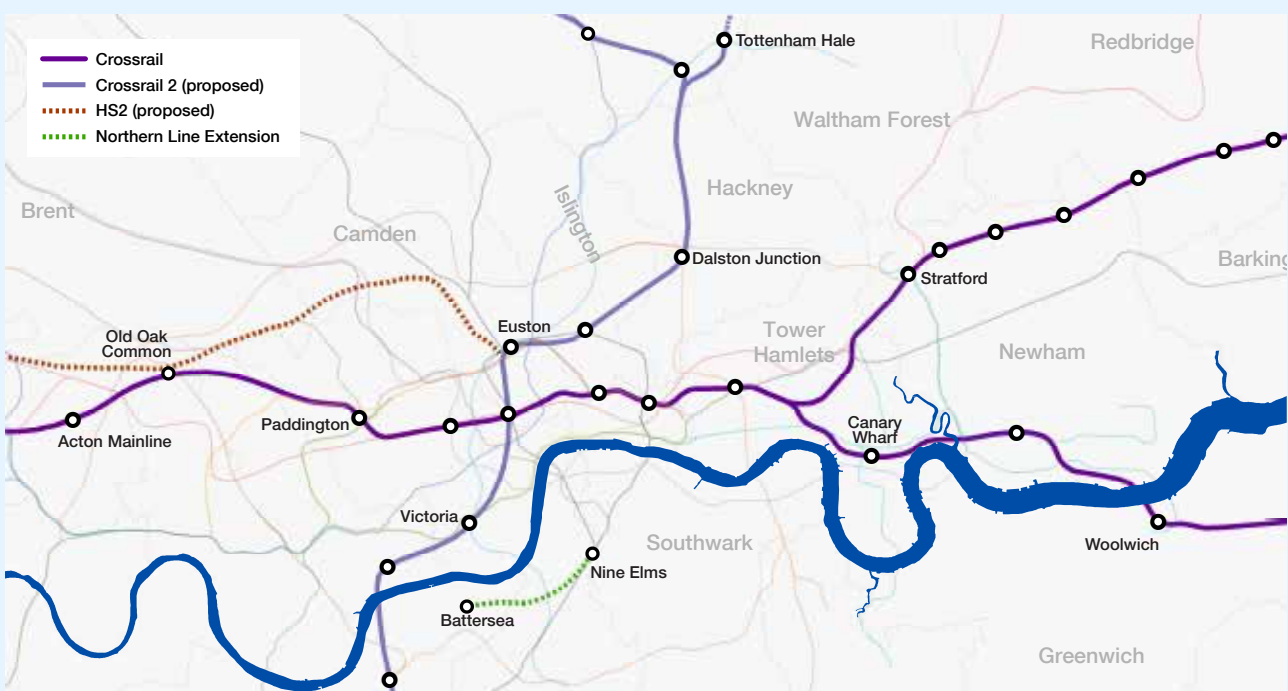 Crossrail
Crossrail 2 (proposed)
HS2 (proposed)
Northern Line Extension
Tottenham Hale
Redbridge
Waltham Forest
Hackney
Islington
Brent
Camden
Dalston Junction
Barking
Stratford
Euston
Old Oak
Common
Tower
Hamlets
Newham
Paddington
Acton Mainline
Canary
Wharf
Victoria
Southwark
Woolwich
Nine Elms
Battersea
Greenwich